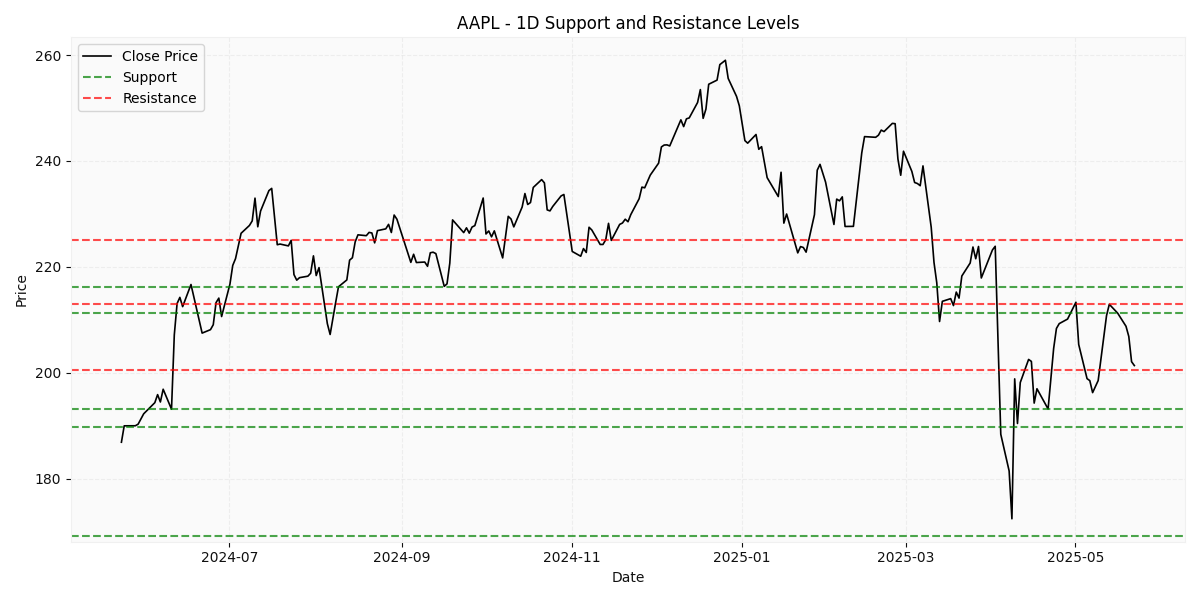 AAPL - 1D Support and Resistance Levels
Close Price
Support
Resistance
Price
260
240
220
200
180
2024-07
2024-09
2024-11
2025-01
2025-03
2025-05
Date